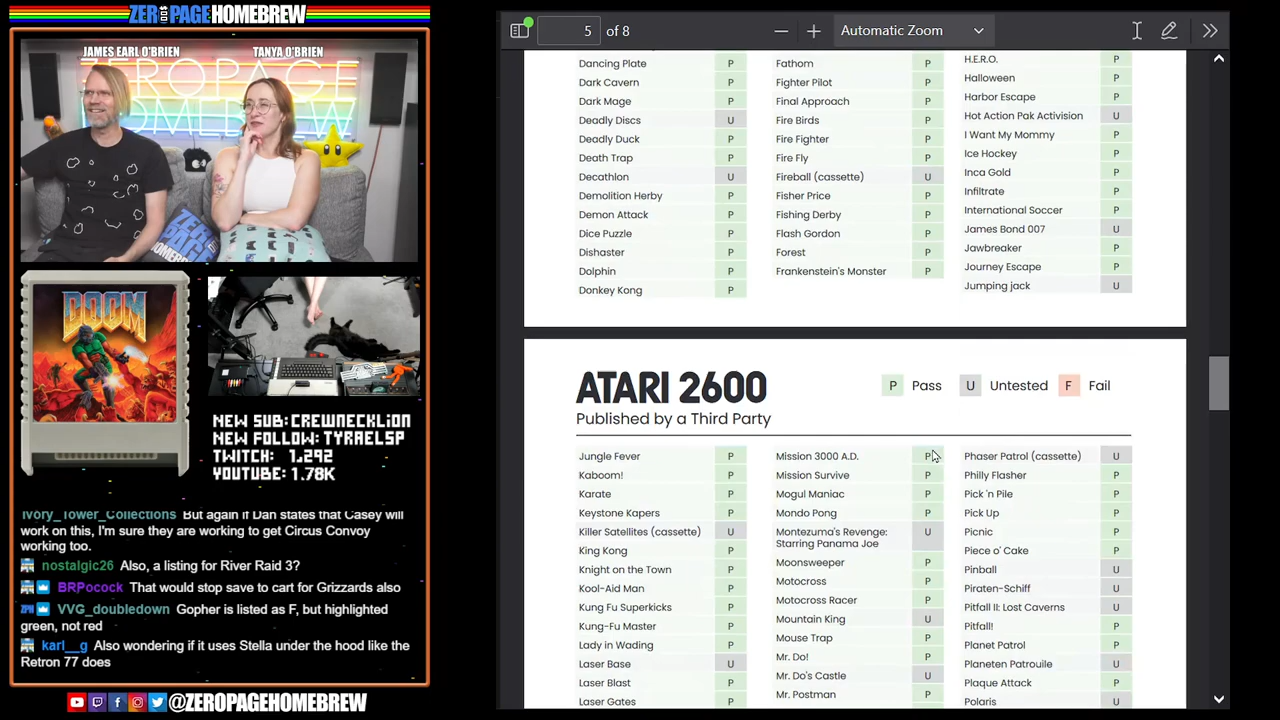 ZEROPAGEHOMEBREW
JAMES EARL O'BRIEN
TANYA O'BRIEN
ZEROPAGE
HOMEBREW
DOOM
NEW SUB: CREWNECKLION
NEW FOLLOW: TYRAELSP
TWITCH: 1,292
YOUTUBE: 1.78K
Ivory_Tower_Collections But again if Dan states that Casey will
work on this, I'm sure they are working to get Circus Convoy
working too.
nostalgic26 Also, a listing for River Raid 3?
BRPocock That would stop save to cart for Grizzards also
VVG_doubledown Gopher is listed as F, but highlighted
green, not red
karl__g Also wondering if it uses Stella under the hood like the
Retron 77 does
@ZEROPAGEHOMEBREW
5 of 8
Automatic Zoom
Dancing Plate P
Dark Cavern P
Dark Mage P
Deadly Discs U
Deadly Duck P
Death Trap P
Decathlon U
Demolition Herby P
Demon Attack P
Dice Puzzle P
Dishaster P
Dolphin P
Donkey Kong P
Fathom P
Fighter Pilot P
Final Approach P
Fire Birds P
Fire Fighter P
Fire Fly P
Fireball (cassette) U
Fisher Price P
Fishing Derby P
Flash Gordon P
Forest P
Frankenstein's Monster P
H.E.R.O. P
Halloween P
Harbor Escape P
Hot Action Pak Activision U
I Want My Mommy P
Ice Hockey P
Inca Gold P
Infiltrate P
International Soccer P
James Bond 007 U
Jawbreaker P
Journey Escape P
Jumping jack U
ATARI 2600
Published by a Third Party
P Pass U Untested F Fail
Jungle Fever P
Kaboom! P
Karate P
Keystone Kapers P
Killer Satellites (cassette) U
King Kong P
Knight on the Town P
Kool-Aid Man P
Kung Fu Superkicks P
Kung-Fu Master P
Lady in Wading P
Laser Base U
Laser Blast P
Laser Gates P
Mission 3000 A.D. P
Mission Survive P
Mogul Maniac P
Mondo Pong P
Montezuma's Revenge: U
Starring Panama Joe
Moonsweeper P
Motocross P
Motocross Racer P
Mountain King U
Mouse Trap P
Mr. Do! P
Mr. Do's Castle U
Mr. Postman P
Phaser Patrol (cassette) U
Philly Flasher P
Pick 'n Pile P
Pick Up P
Picnic P
Piece o' Cake P
Pinball U
Piraten-Schiff U
Pitfall II: Lost Caverns U
Pitfall! P
Planet Patrol P
Planeten Patrouile U
Plaque Attack P
Polaris U